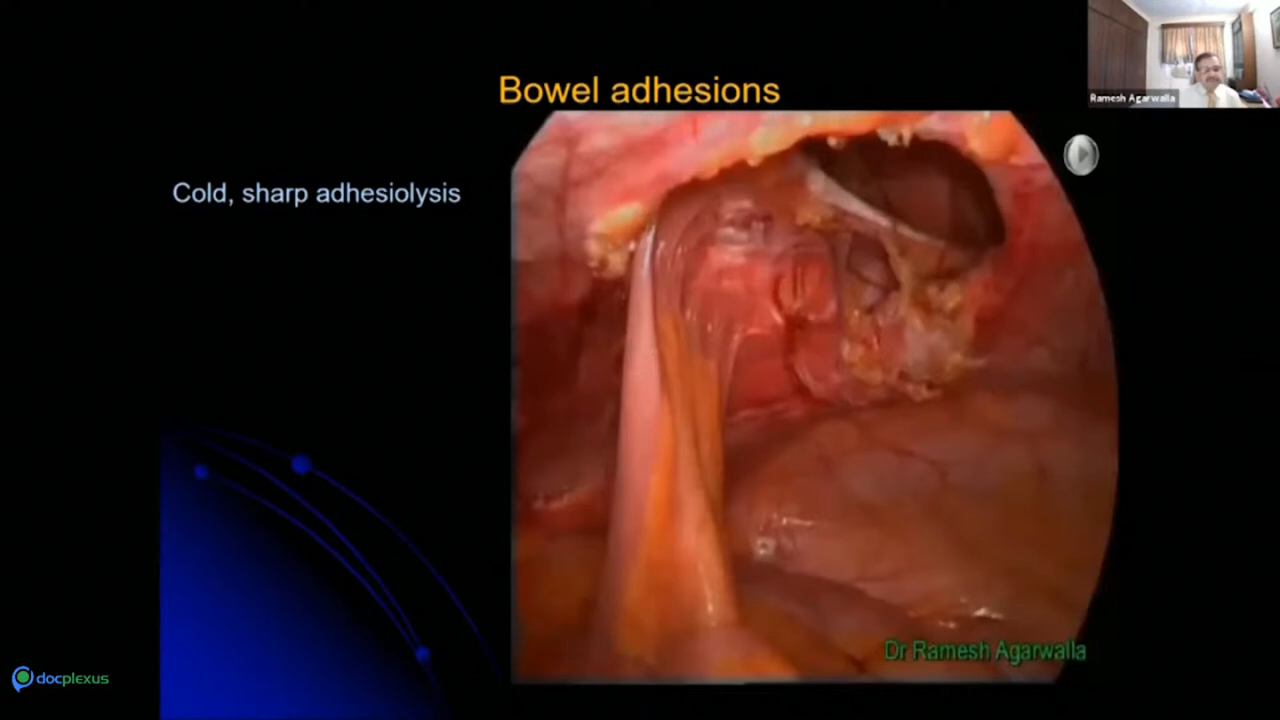 Bowel adhesions
Ramesh Agarwalla
Cold, sharp adhesiolysis
Dr Ramesh Agarwalla
docplexus